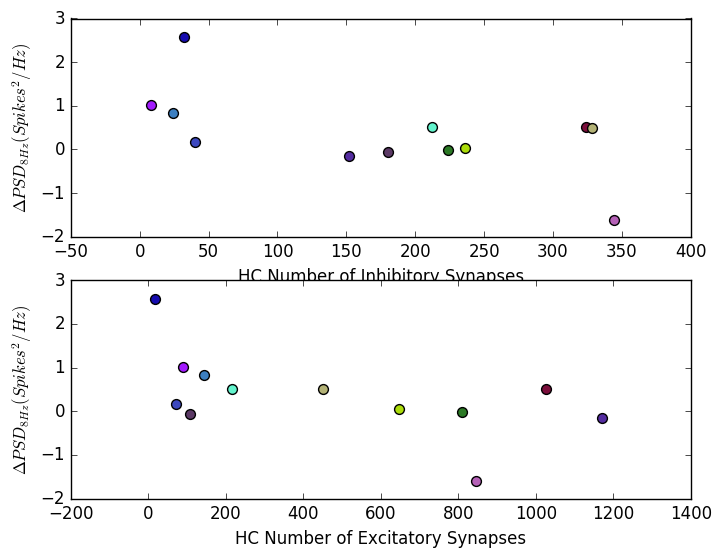 3
2
1
0
−1
−2
ΔPSD₈Hz(Spikes²/Hz)
−50 0 50 100 150 200 250 300 350 400
HC Number of Inhibitory Synapses
3
2
1
0
−1
−2
ΔPSD₈Hz(Spikes²/Hz)
−200 0 200 400 600 800 1000 1200 1400
HC Number of Excitatory Synapses